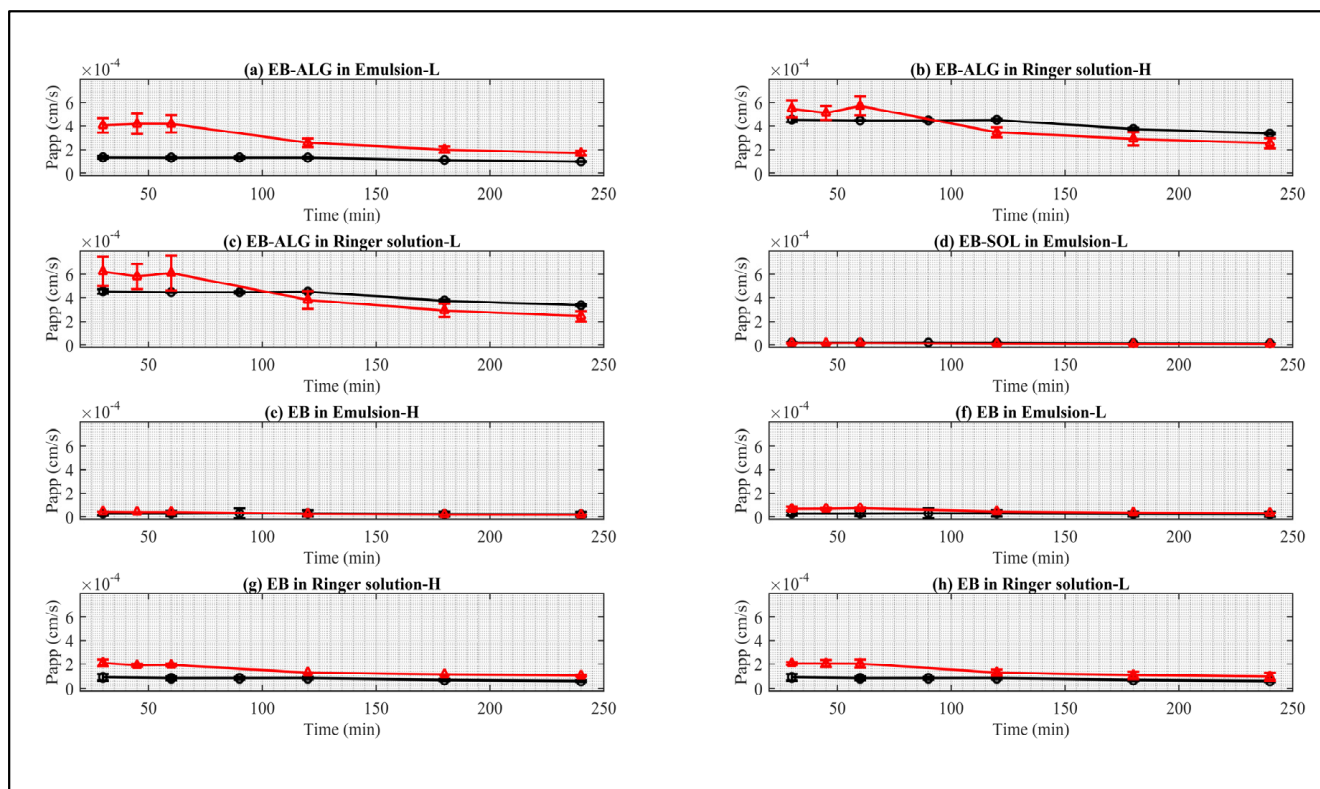 ×10⁻⁴
(a) EB-ALG in Emulsion-L
Papp (cm/s)
6
4
2
0
50 100 150 200 250
Time (min)
×10⁻⁴
(b) EB-ALG in Ringer solution-H
Papp (cm/s)
6
4
2
0
50 100 150 200 250
Time (min)
×10⁻⁴
(c) EB-ALG in Ringer solution-L
Papp (cm/s)
6
4
2
0
50 100 150 200 250
Time (min)
×10⁻⁴
(d) EB-SOL in Emulsion-L
Papp (cm/s)
6
4
2
0
50 100 150 200 250
Time (min)
×10⁻⁴
(e) EB in Emulsion-H
Papp (cm/s)
6
4
2
0
50 100 150 200 250
Time (min)
×10⁻⁴
(f) EB in Emulsion-L
Papp (cm/s)
6
4
2
0
50 100 150 200 250
Time (min)
×10⁻⁴
(g) EB in Ringer solution-H
Papp (cm/s)
6
4
2
0
50 100 150 200 250
Time (min)
×10⁻⁴
(h) EB in Ringer solution-L
Papp (cm/s)
6
4
2
0
50 100 150 200 250
Time (min)